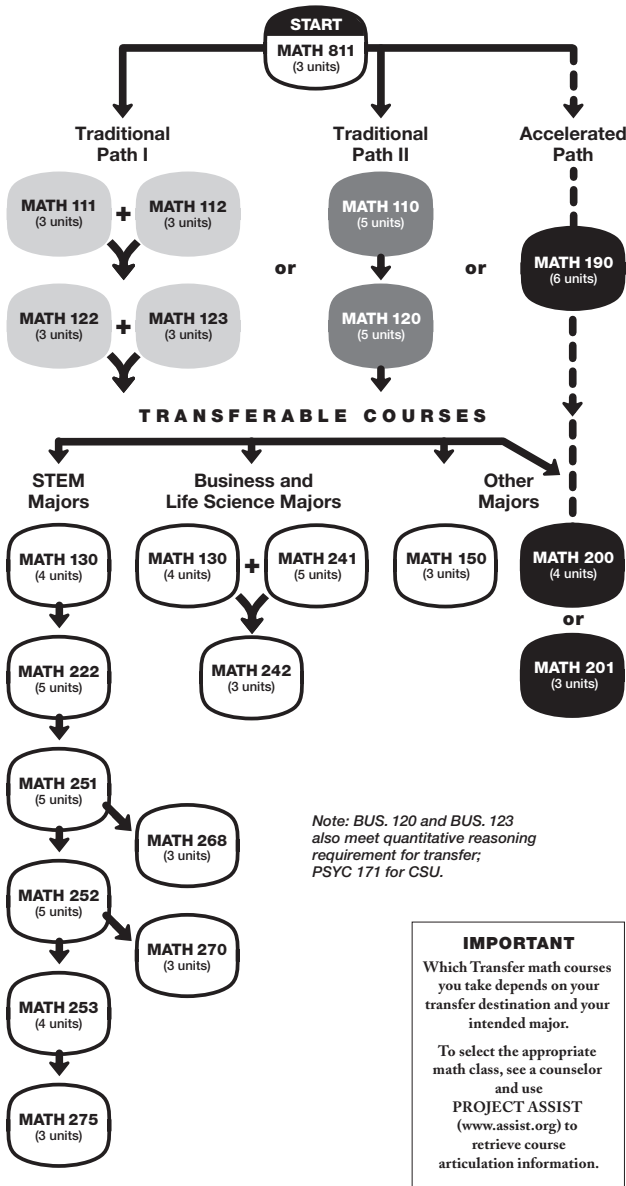 START
MATH 811
(3 units)
Traditional
Path I
Traditional
Path II
Accelerated
Path
MATH 111
(3 units)
+
MATH 112
(3 units)
MATH 110
(5 units)
or
or
MATH 190
(6 units)
MATH 122
(3 units)
+
MATH 123
(3 units)
MATH 120
(5 units)
TRANSFERABLE COURSES
STEM
Majors
Business and
Life Science Majors
Other
Majors
MATH 130
(4 units)
MATH 130
(4 units)
+
MATH 241
(5 units)
MATH 150
(3 units)
MATH 200
(4 units)
or
MATH 222
(5 units)
MATH 242
(3 units)
MATH 201
(3 units)
MATH 251
(5 units)
MATH 268
(3 units)
Note: BUS. 120 and BUS. 123
also meet quantitative reasoning
requirement for transfer;
PSYC 171 for CSU.
MATH 252
(5 units)
MATH 270
(3 units)
MATH 253
(4 units)
MATH 275
(3 units)
IMPORTANT
Which Transfer math courses
you take depends on your
transfer destination and your
intended major.
To select the appropriate
math class, see a counselor
and use
PROJECT ASSIST
(www.assist.org) to
retrieve course
articulation information.